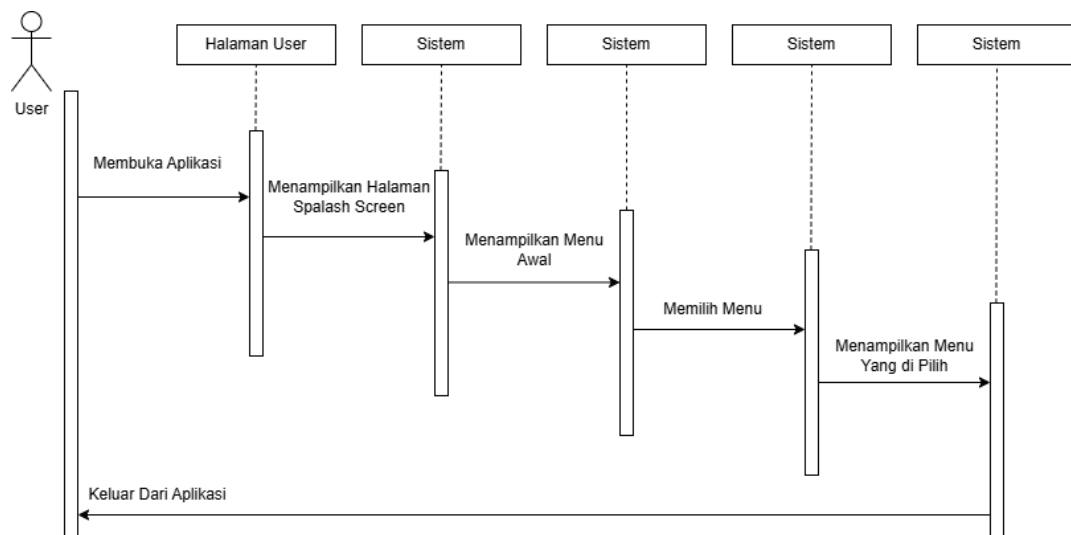 Halaman User
Sistem
Sistem
Sistem
Sistem
User
Membuka Aplikasi
Menampilkan Halaman
Spalash Screen
Menampilkan Menu
Awal
Memilih Menu
Menampilkan Menu
Yang di Pilih
Keluar Dari Aplikasi